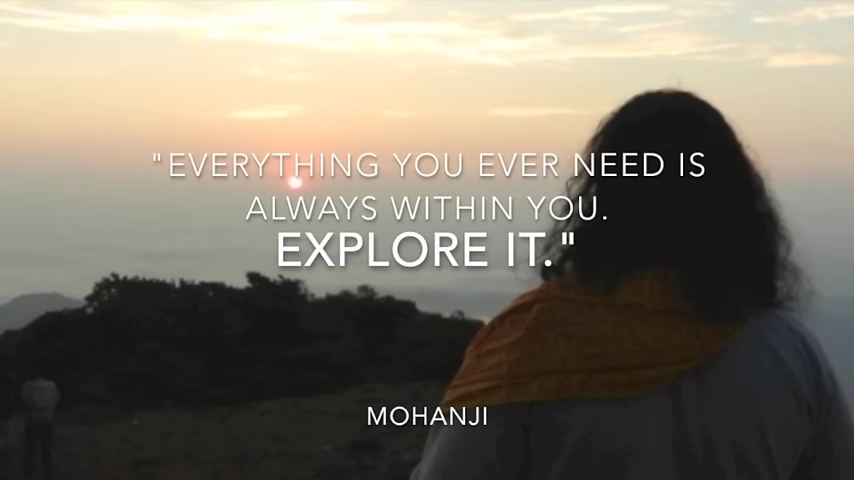 "EVERYTHING YOU EVER NEED IS
ALWAYS WITHIN YOU.
EXPLORE IT."
MOHANJI